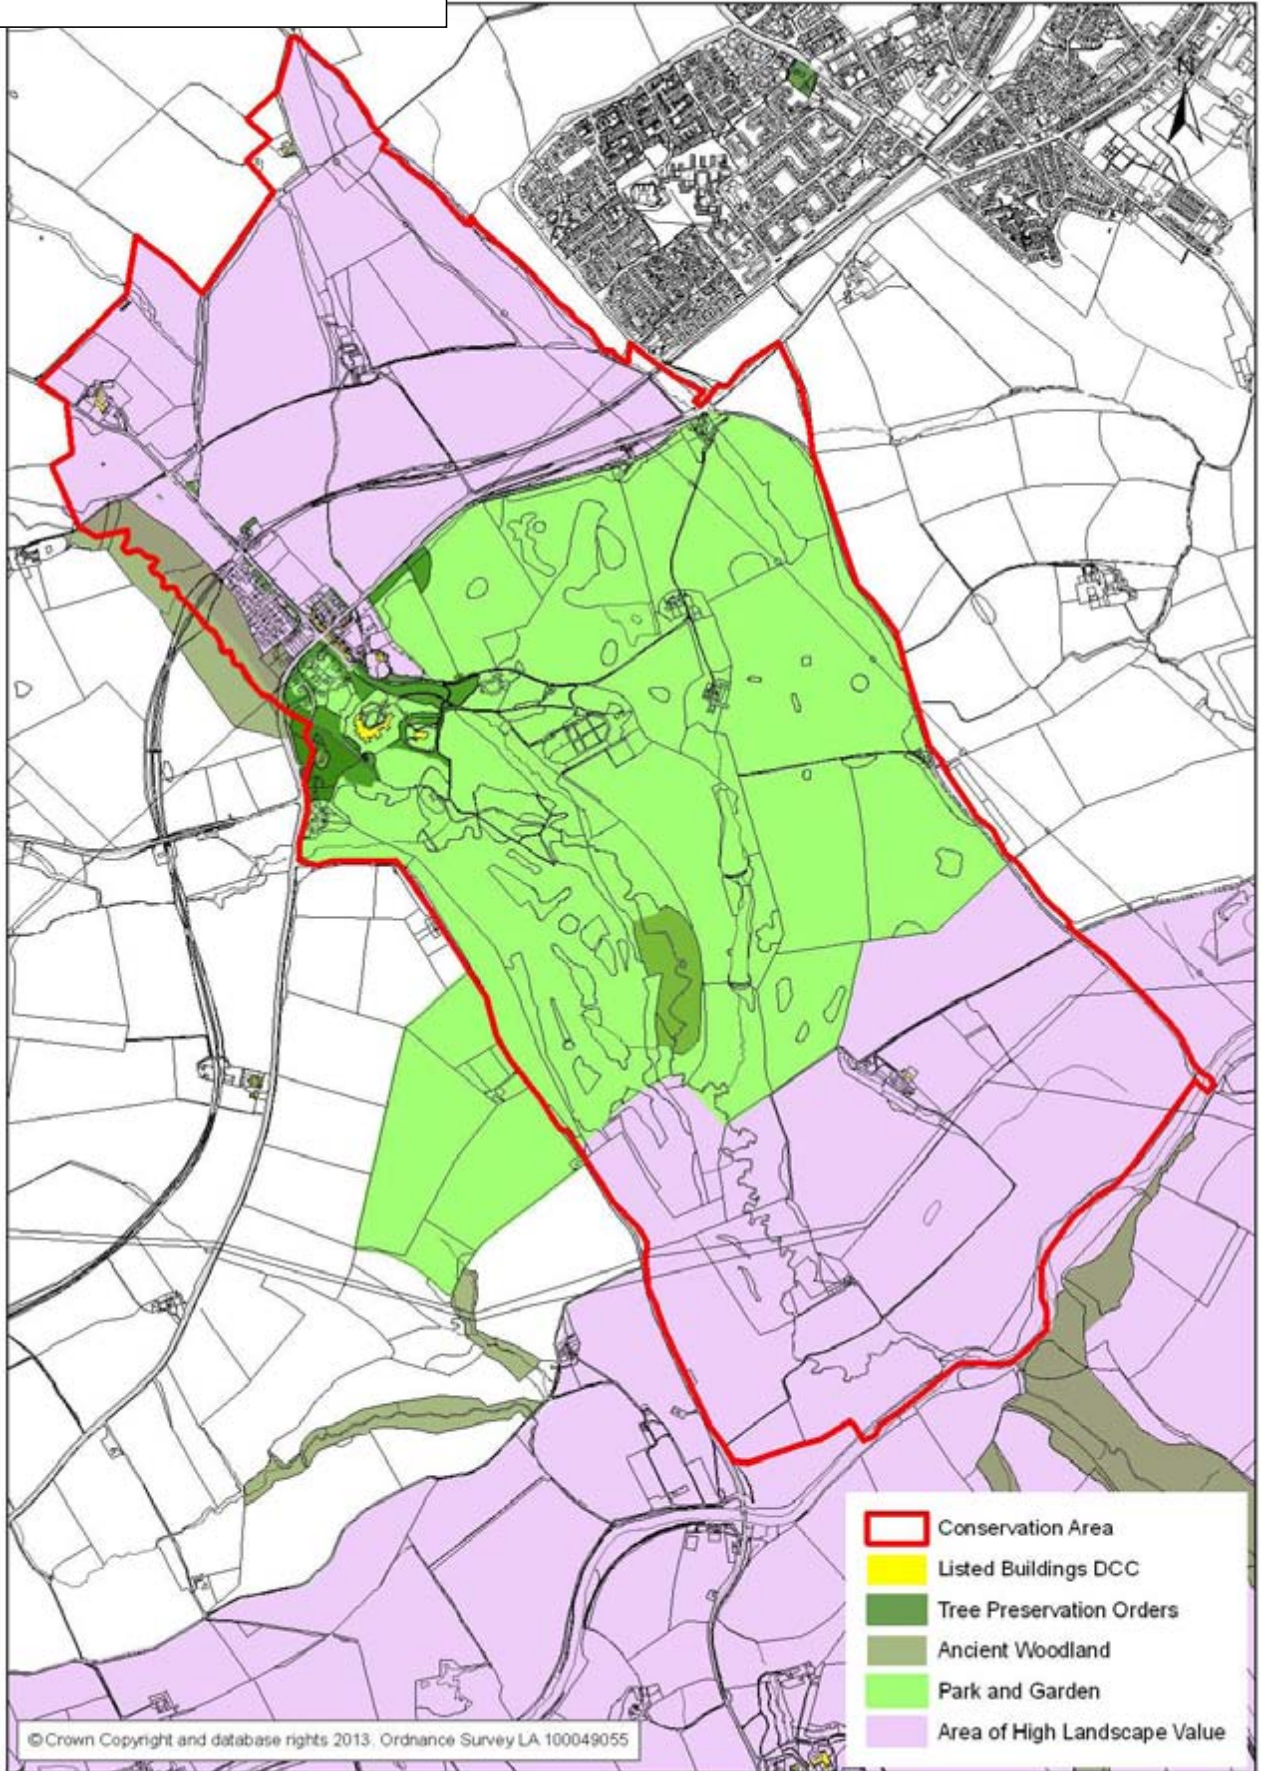 N
Conservation Area
Listed Buildings DCC
Tree Preservation Orders
Ancient Woodland
Park and Garden
Area of High Landscape Value
© Crown Copyright and database rights 2013. Ordnance Survey LA 100049055